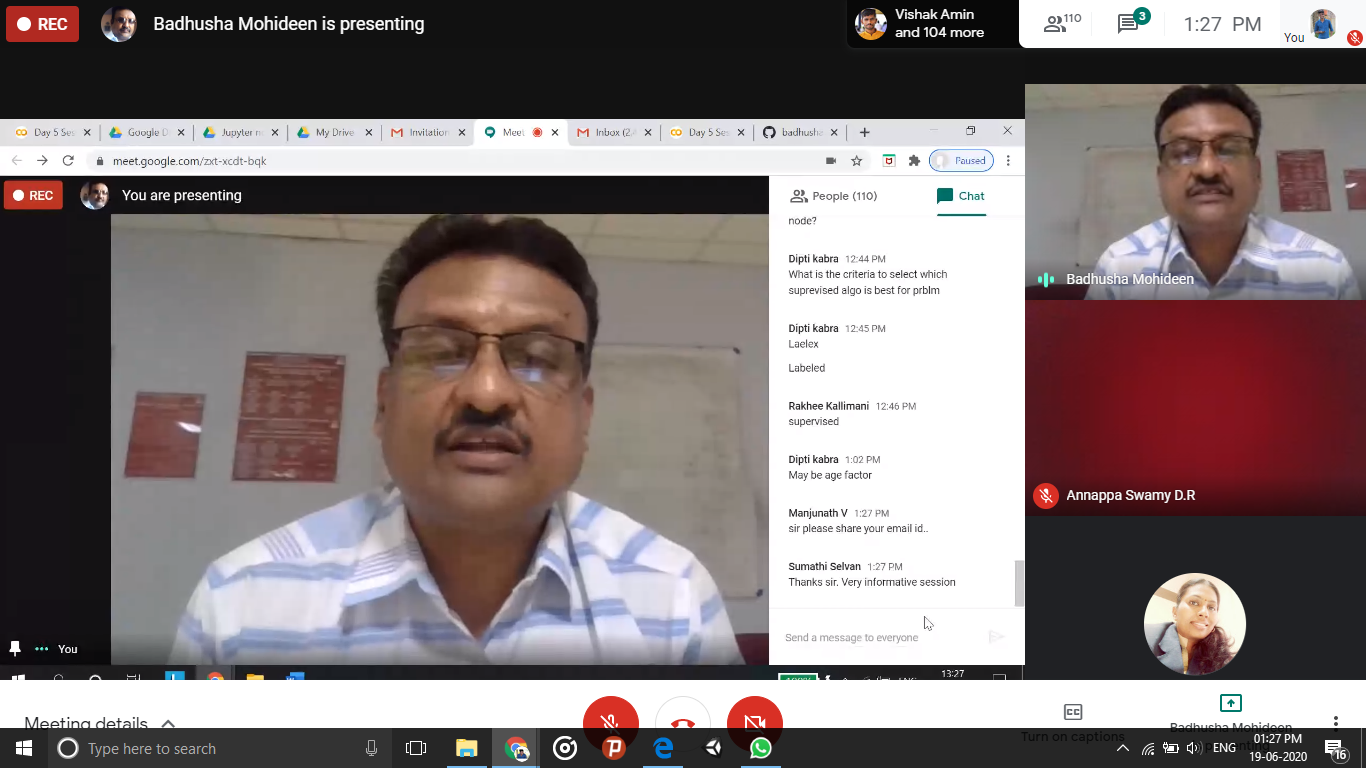 REC
Badhusha Mohideen is presenting
Vishak Amin
and 104 more
110
3
1:27 PM
You
Day 5 Ses
Google D
Jupyter n
My Drive
Invitation
Meet
Inbox (2,
Day 5 Ses
badhusha
meet.google.com/zxt-xcdt-bqk
Paused
REC
You are presenting
People (110)
Chat
node?
Dipti kabra 12:44 PM
What is the criteria to select which
suprevised algo is best for prblm
Dipti kabra 12:45 PM
Laelex
Labeled
Rakhee Kallimani 12:46 PM
supervised
Dipti kabra 1:02 PM
May be age factor
Manjunath V 1:27 PM
sir please share your email id..
Sumathi Selvan 1:27 PM
Thanks sir. Very informative session
Send a message to everyone
You
Badhusha Mohideen
Annappa Swamy D.R
13:27
Meeting details
CC
Turn on captions
Badhusha Mohideen
Type here to search
ENG
01:27 PM
19-06-2020
16